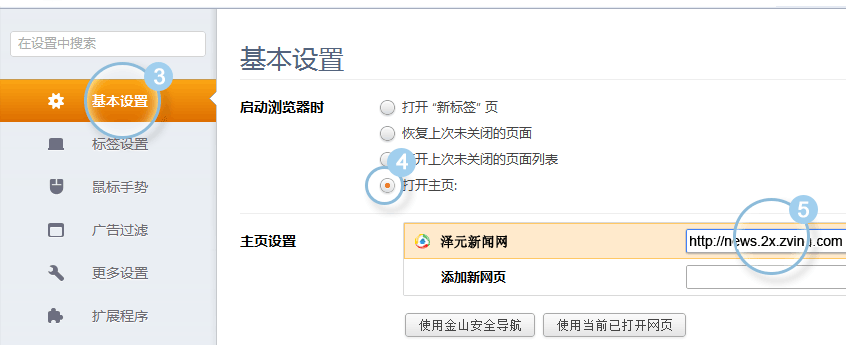 在设置中搜索
3
基本设置
标签设置
鼠标手势
广告过滤
更多设置
扩展程序
基本设置
启动浏览器时
打开 "新标签" 页
恢复上次未关闭的页面
开上次未关闭的页面列表
4
打开主页:
5
主页设置
泽元新闻网
http://news.2x.zving.com
添加新网页
使用金山安全导航
使用当前已打开网页